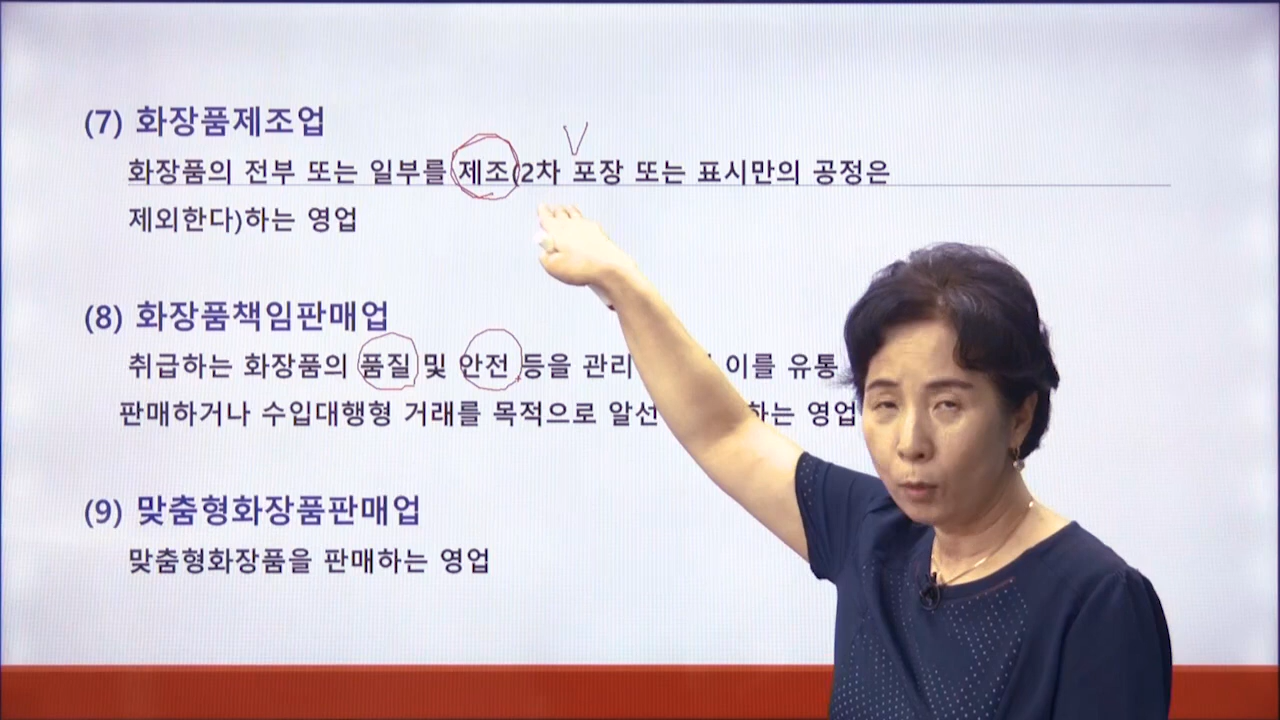 (7) 화장품제조업
화장품의 전부 또는 일부를 제조(2차 포장 또는 표시만의 공정은
제외한다)하는 영업
(8) 화장품책임판매업
취급하는 화장품의 품질 및 안전 등을 관리 이를 유통
판매하거나 수입대행형 거래를 목적으로 알선 하는 영업
(9) 맞춤형화장품판매업
맞춤형화장품을 판매하는 영업